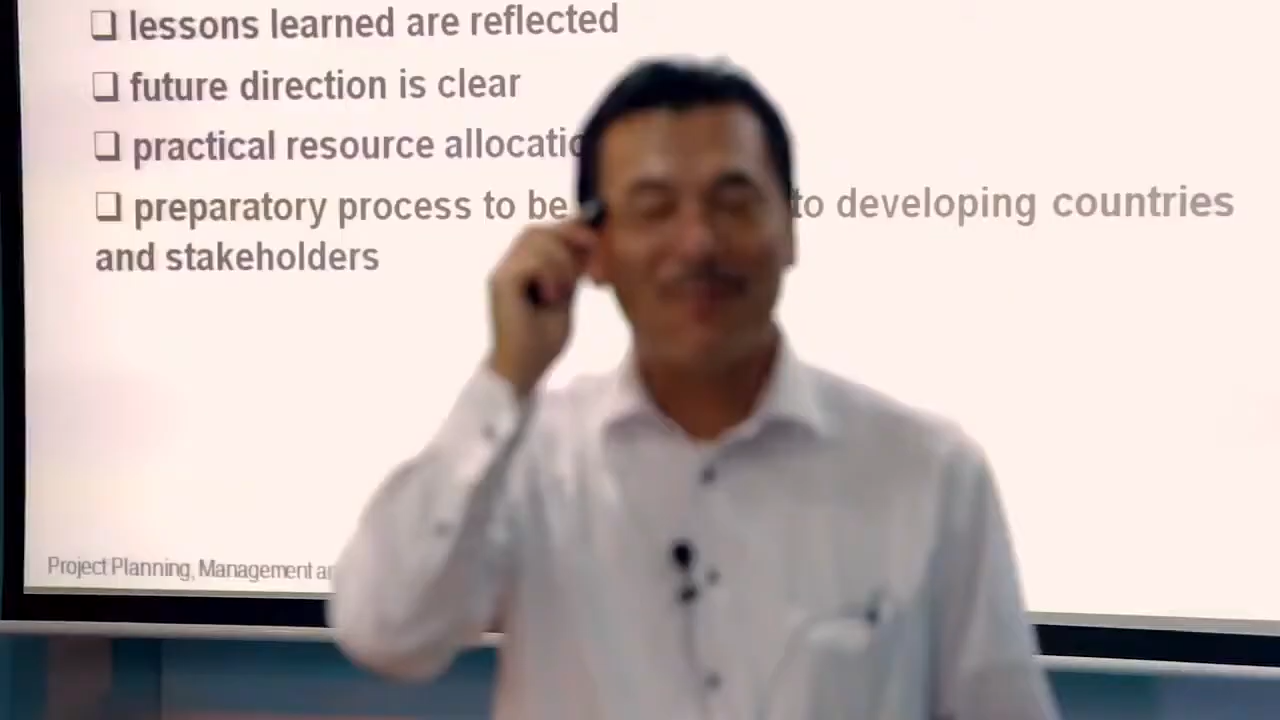 lessons learned are reflected
future direction is clear
practical resource
preparatory process to be to developing countries
and stakeholders
Project Planning, Management